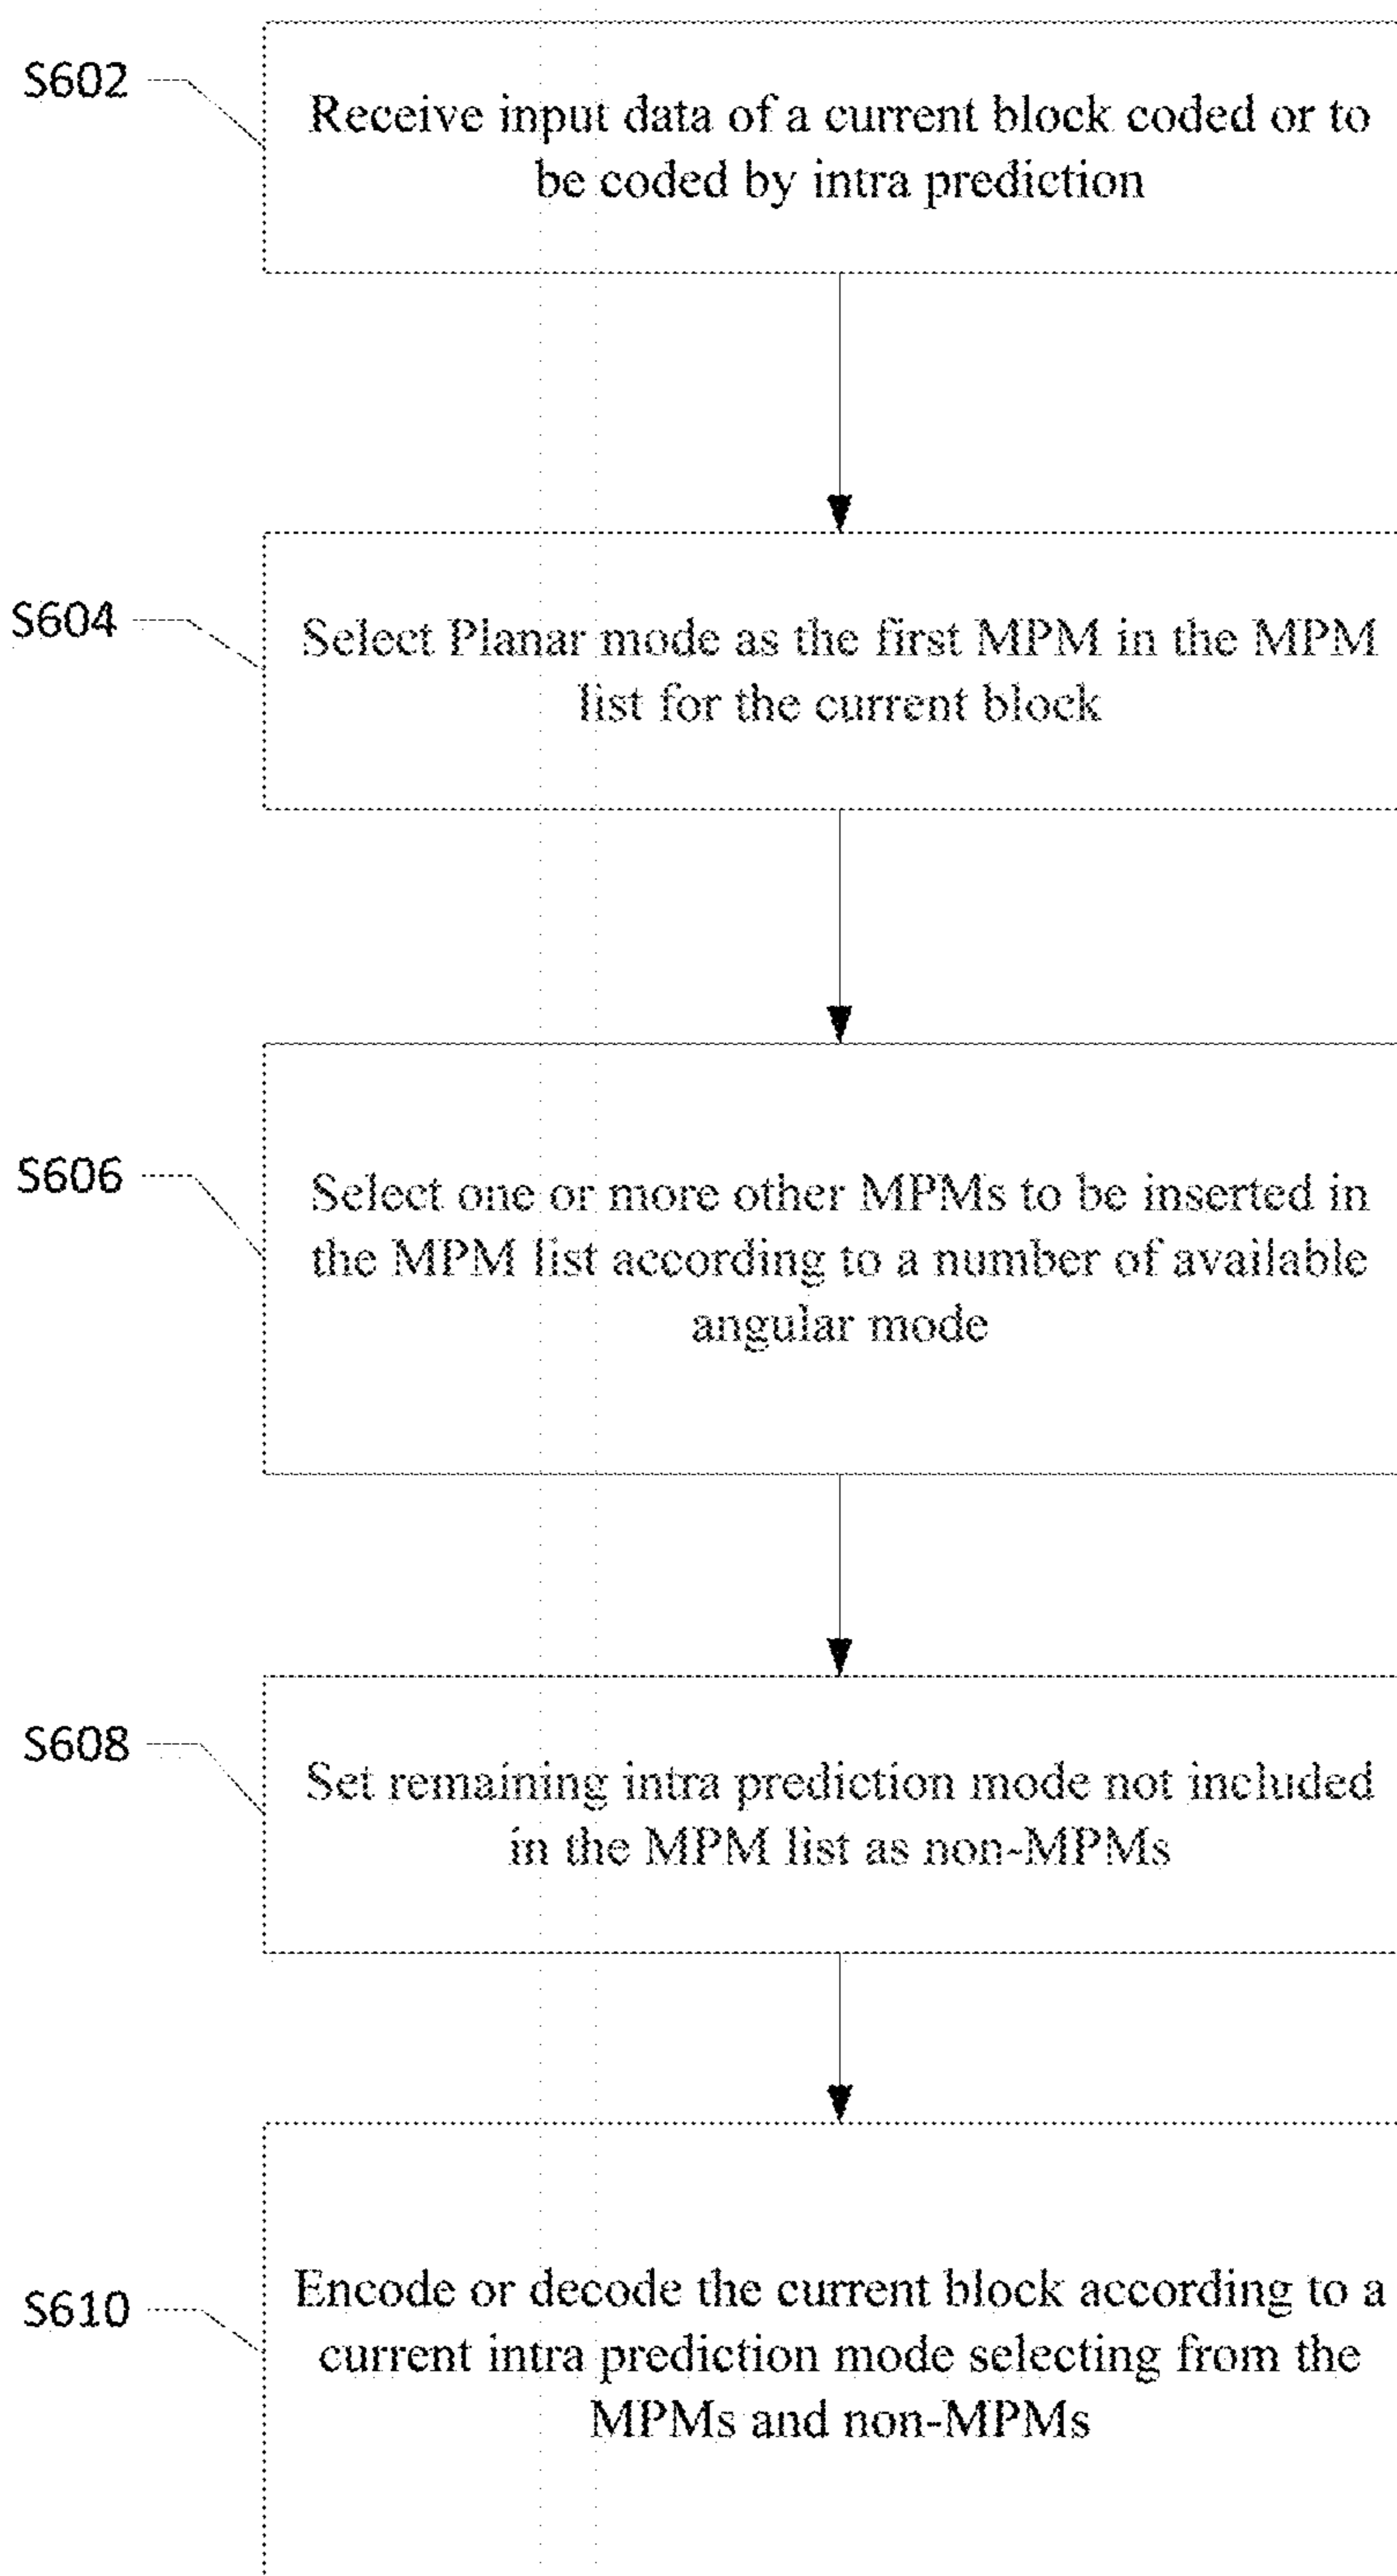 S602
Receive input data of a current block coded or to
be coded by intra prediction
S604
Select Planar mode as the first MPM in the MPM
list for the current block
S606
Select one or more other MPMs to be inserted in
the MPM list according to a number of available
angular mode
S608
Set remaining intra prediction mode not included
in the MPM list as non-MPMs
S610
Encode or decode the current block according to a
current intra prediction mode selecting from the
MPMs and non-MPMs